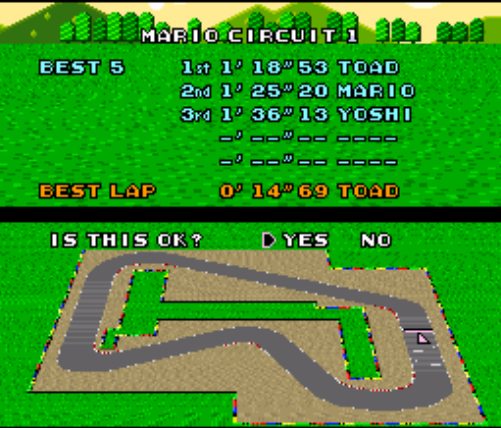 MARIO CIRCUIT 1
BEST 5 1st 1' 18"53 TOAD
2nd 1' 25"20 MARIO
3rd 1' 36"13 YOSHI
-'--"-- ----
-'--"-- ----
BEST LAP 0' 14"69 TOAD
IS THIS OK? YES NO